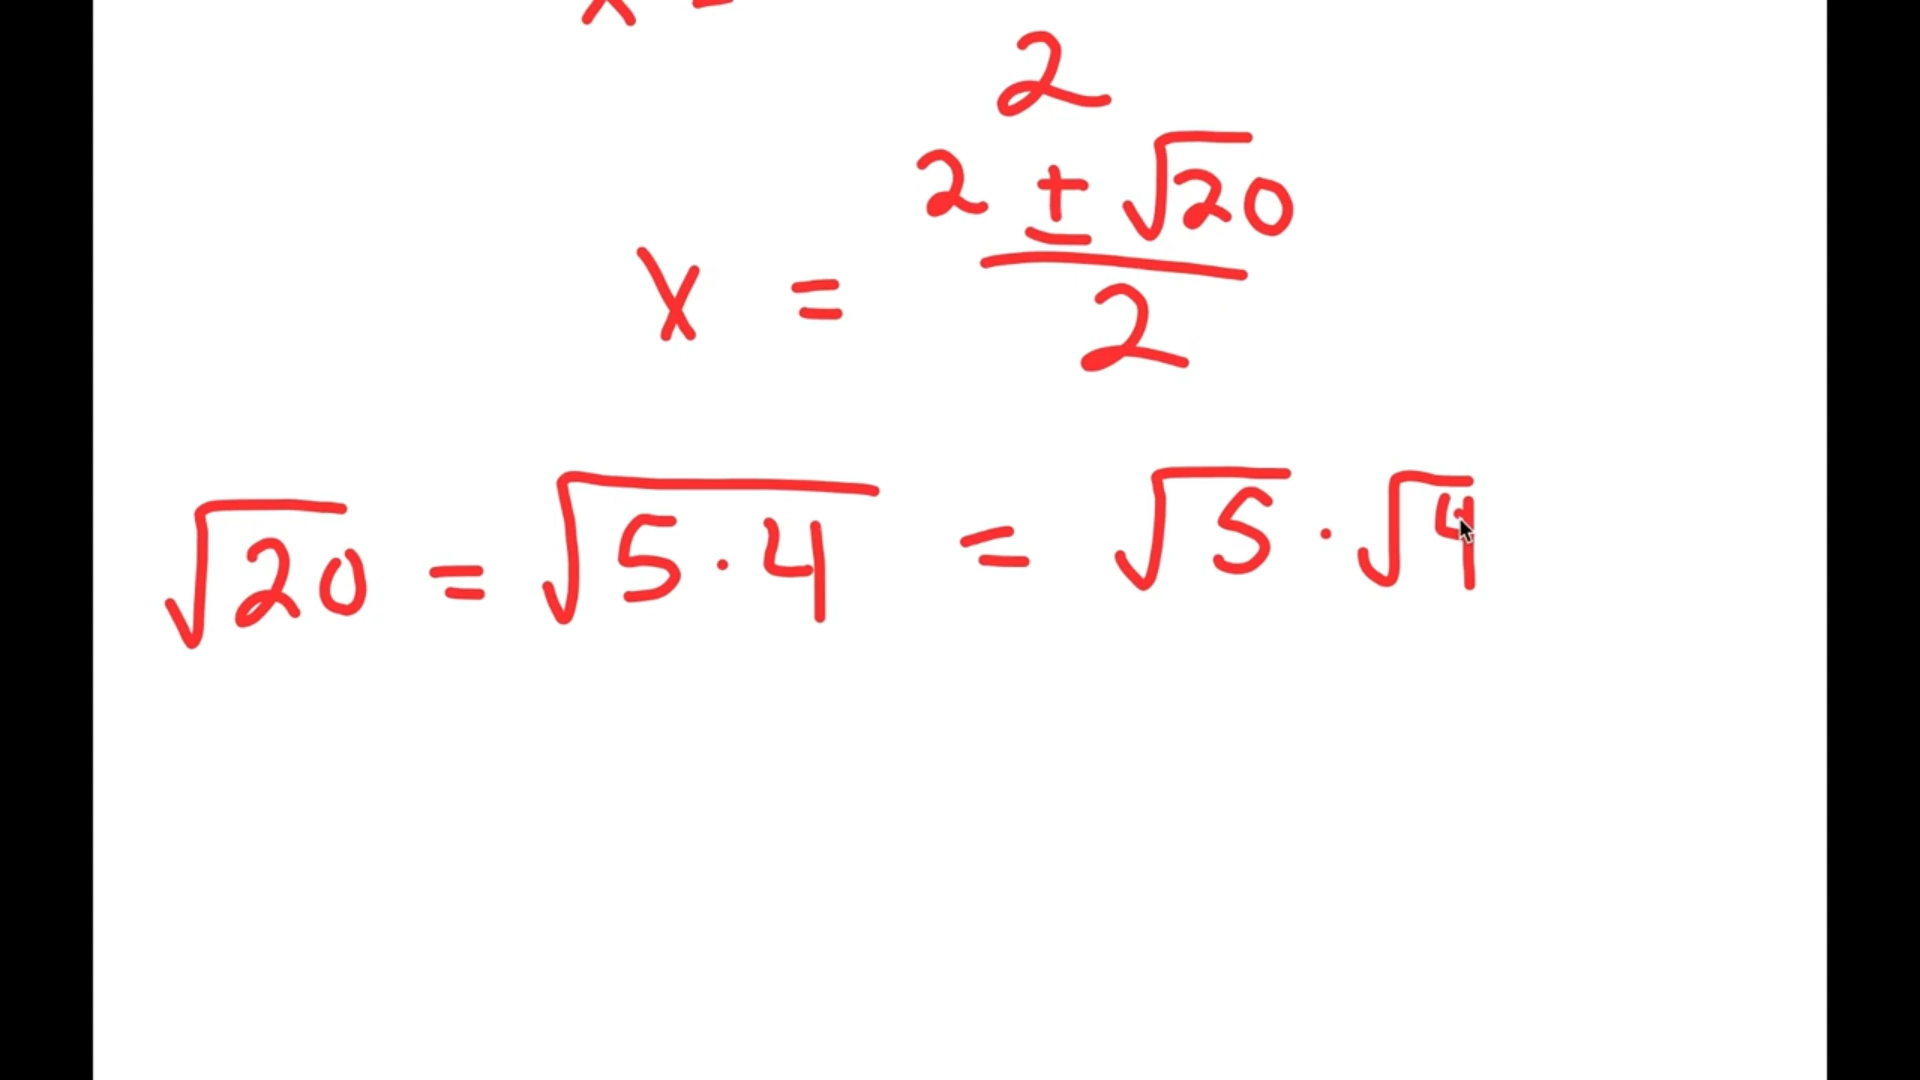 x =
2
x = 2 ± √20
2
√20 = √5·4 = √5 · √4